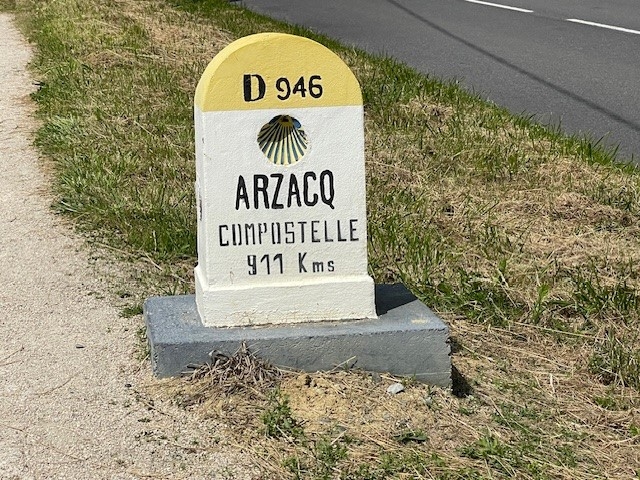 D 946
ARZACQ
COMPOSTELLE
911 Kms